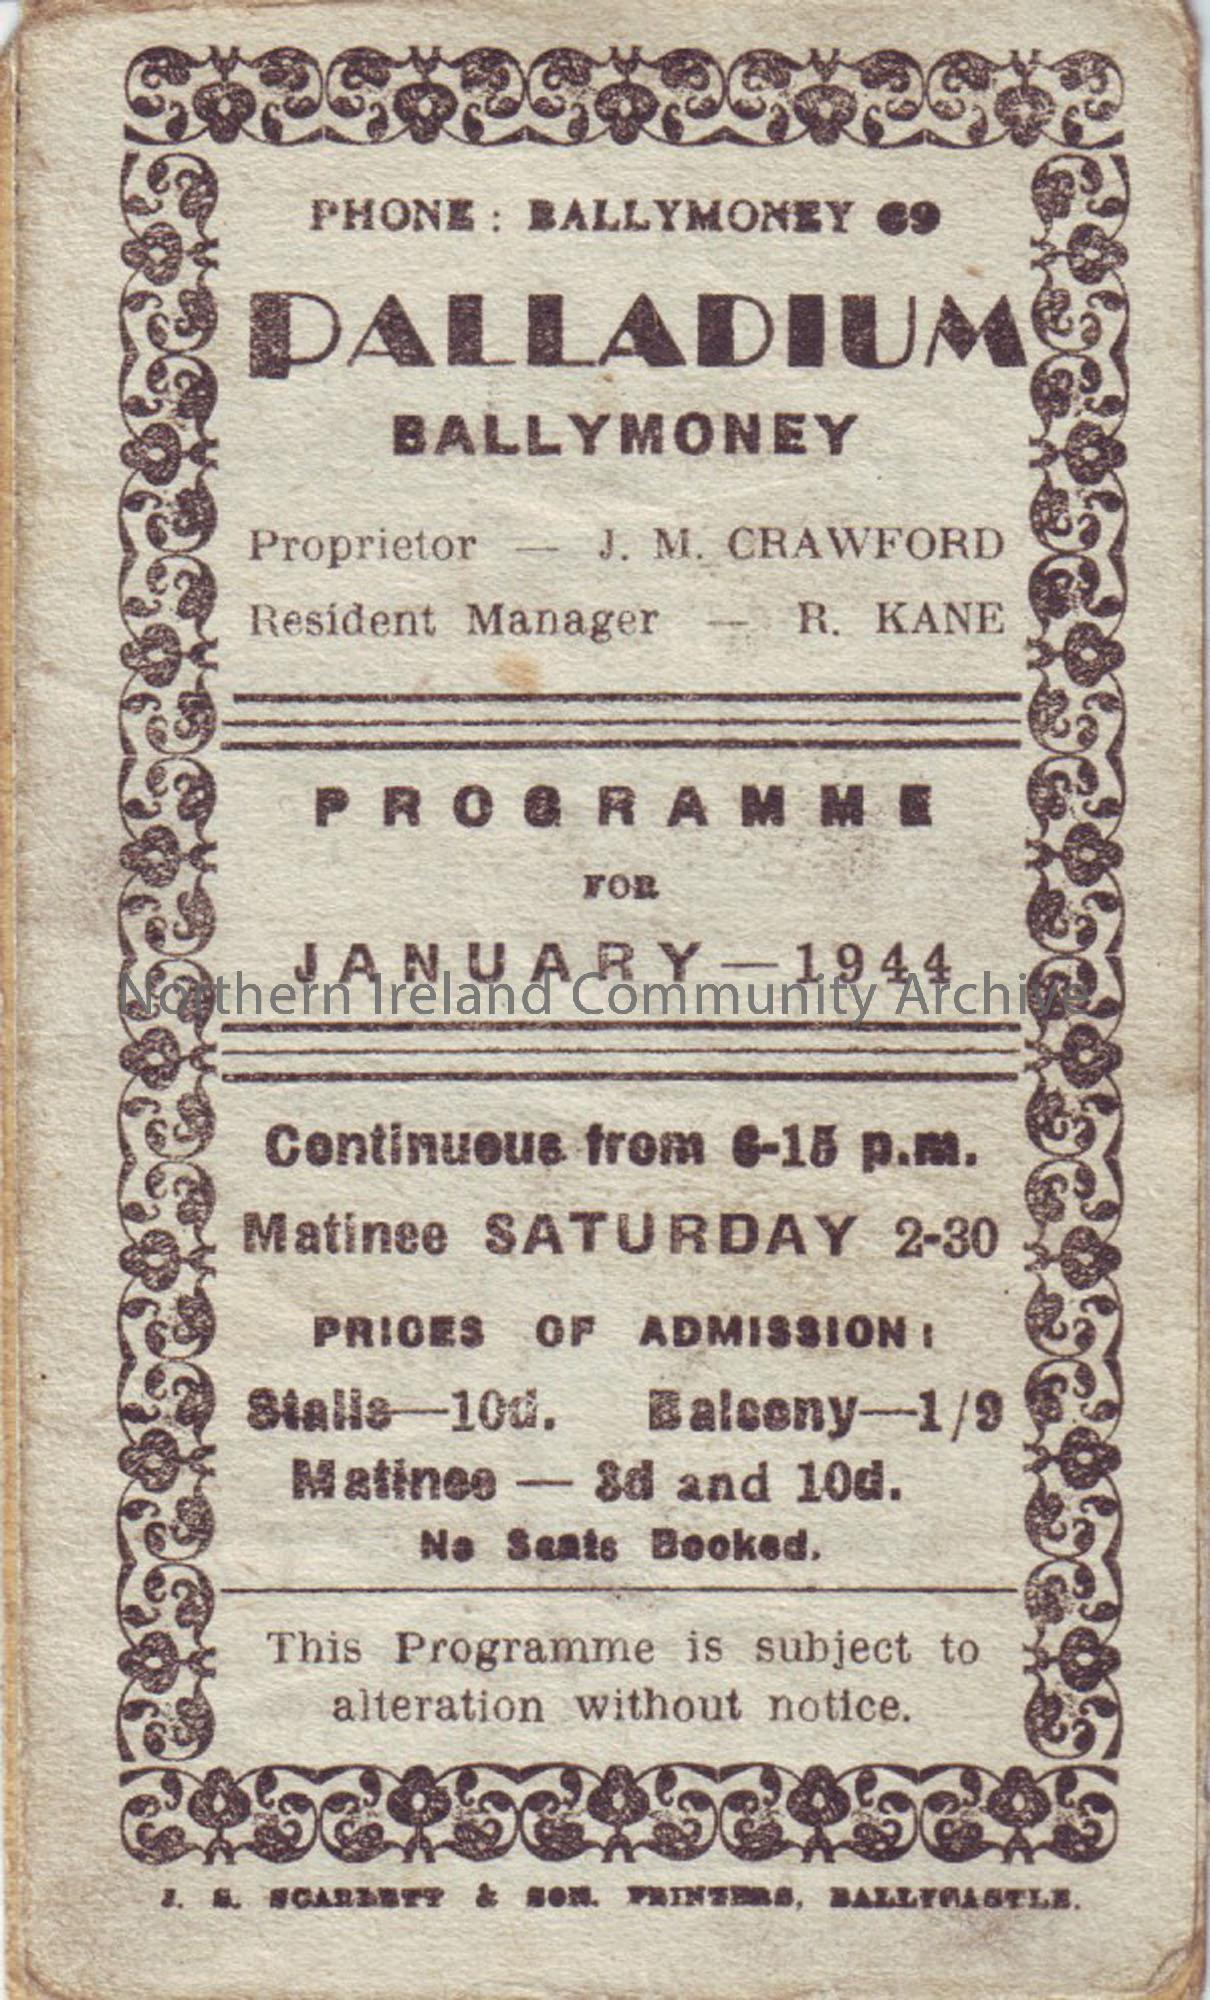 PHONE: BALLYMONEY 69
PALLADIUM
BALLYMONEY
Proprietor — J. M. CRAWFORD
Resident Manager — R. KANE
PROGRAMME
FOR
JANUARY—1944
Northern Ireland Community Archive
Continuous from 6-15 p.m.
Matinee SATURDAY 2-30
PRICES OF ADMISSION:
Stalls—10d. Balcony—1/9
Matinee — 3d and 10d.
No Seats Booked.
This Programme is subject to
alteration without notice.
J. S. SCARLETT & SON. PRINTERS, BALLYCASTLE.